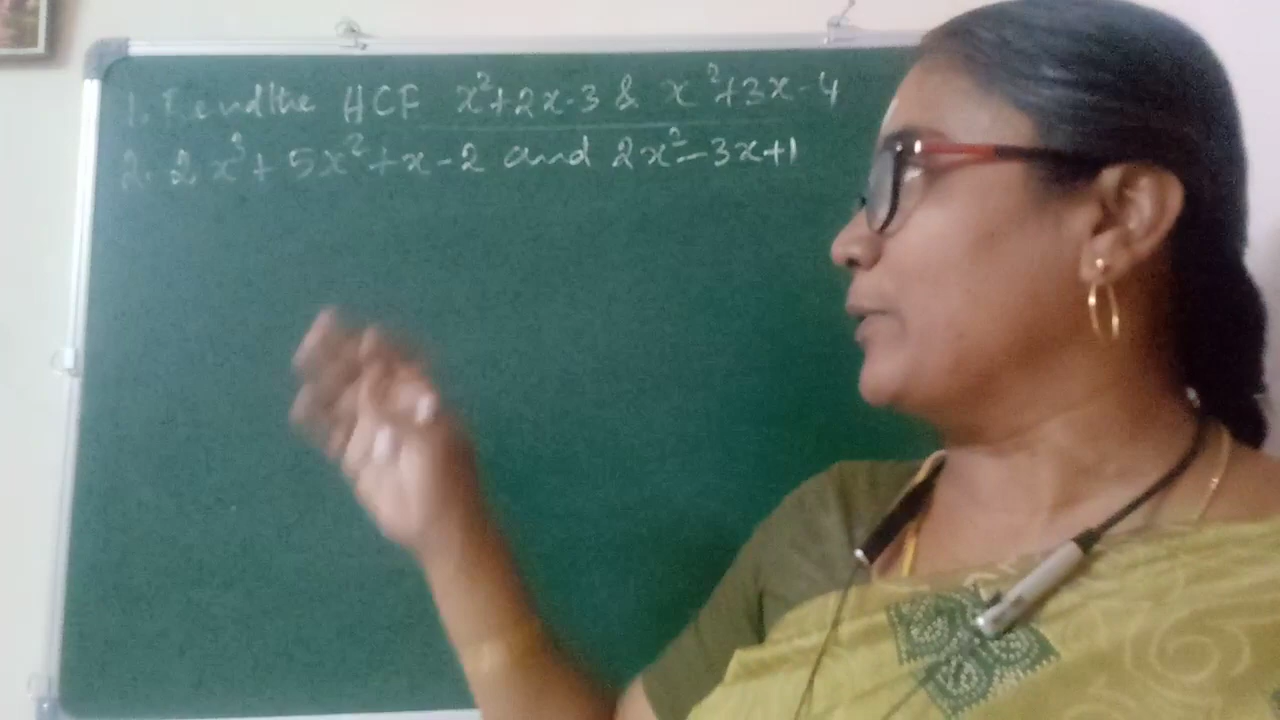 1. Find the HCF x²+2x-3 & x²+3x-4
2. 2x³+5x²+x-2 and 2x²-3x+1